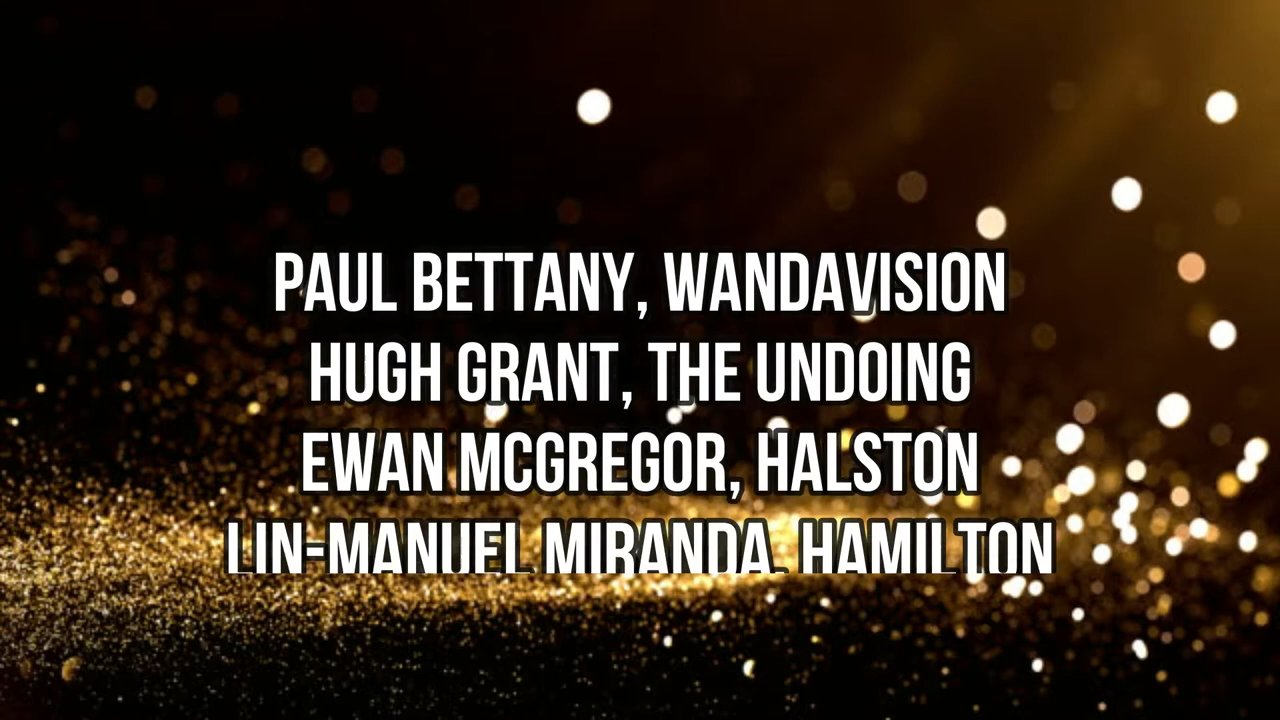 PAUL BETTANY, WANDAVISION
HUGH GRANT, THE UNDOING
EWAN MCGREGOR, HALSTON
LIN-MANUEL MIRANDA, HAMILTON